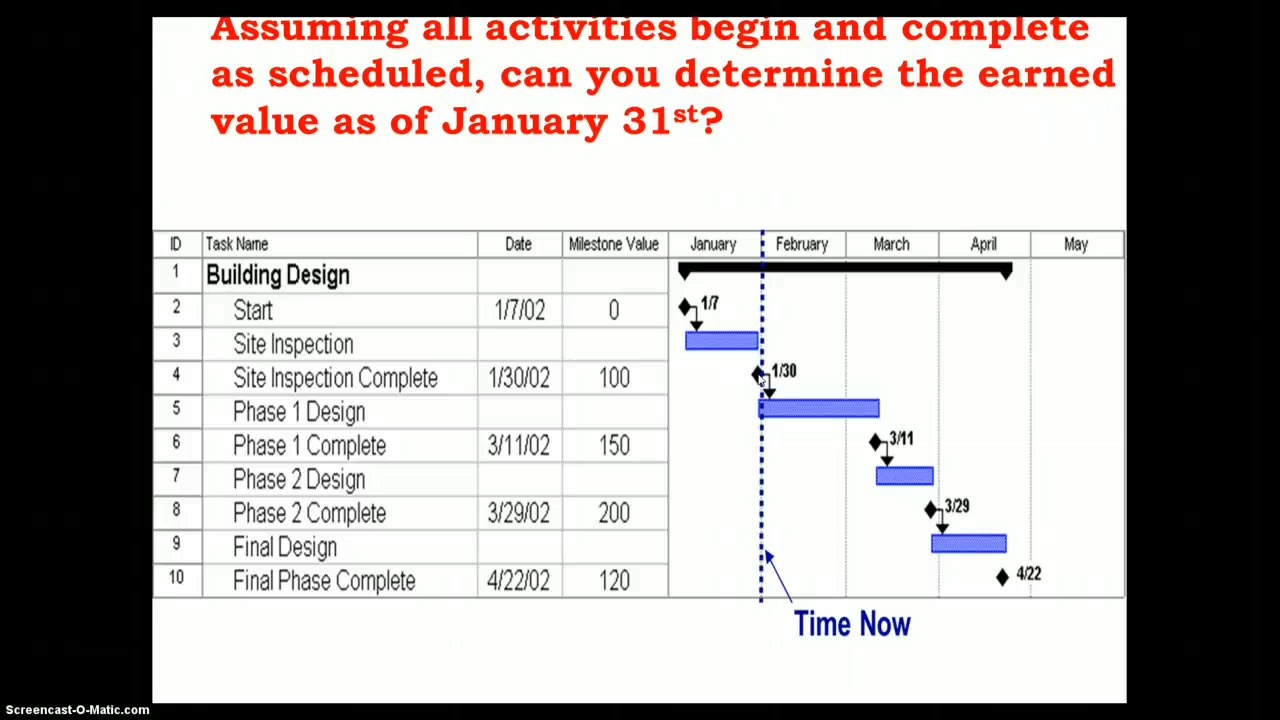 Assuming all activities begin and complete
as scheduled, can you determine the earned
value as of January 31st?
ID Task Name Date Milestone Value January February March April May
1 Building Design
2 Start 1/7/02 0 1/7
3 Site Inspection
4 Site Inspection Complete 1/30/02 100 1/30
5 Phase 1 Design
6 Phase 1 Complete 3/11/02 150 3/11
7 Phase 2 Design
8 Phase 2 Complete 3/29/02 200 3/29
9 Final Design
10 Final Phase Complete 4/22/02 120 4/22
Time Now
Screencast-O-Matic.com